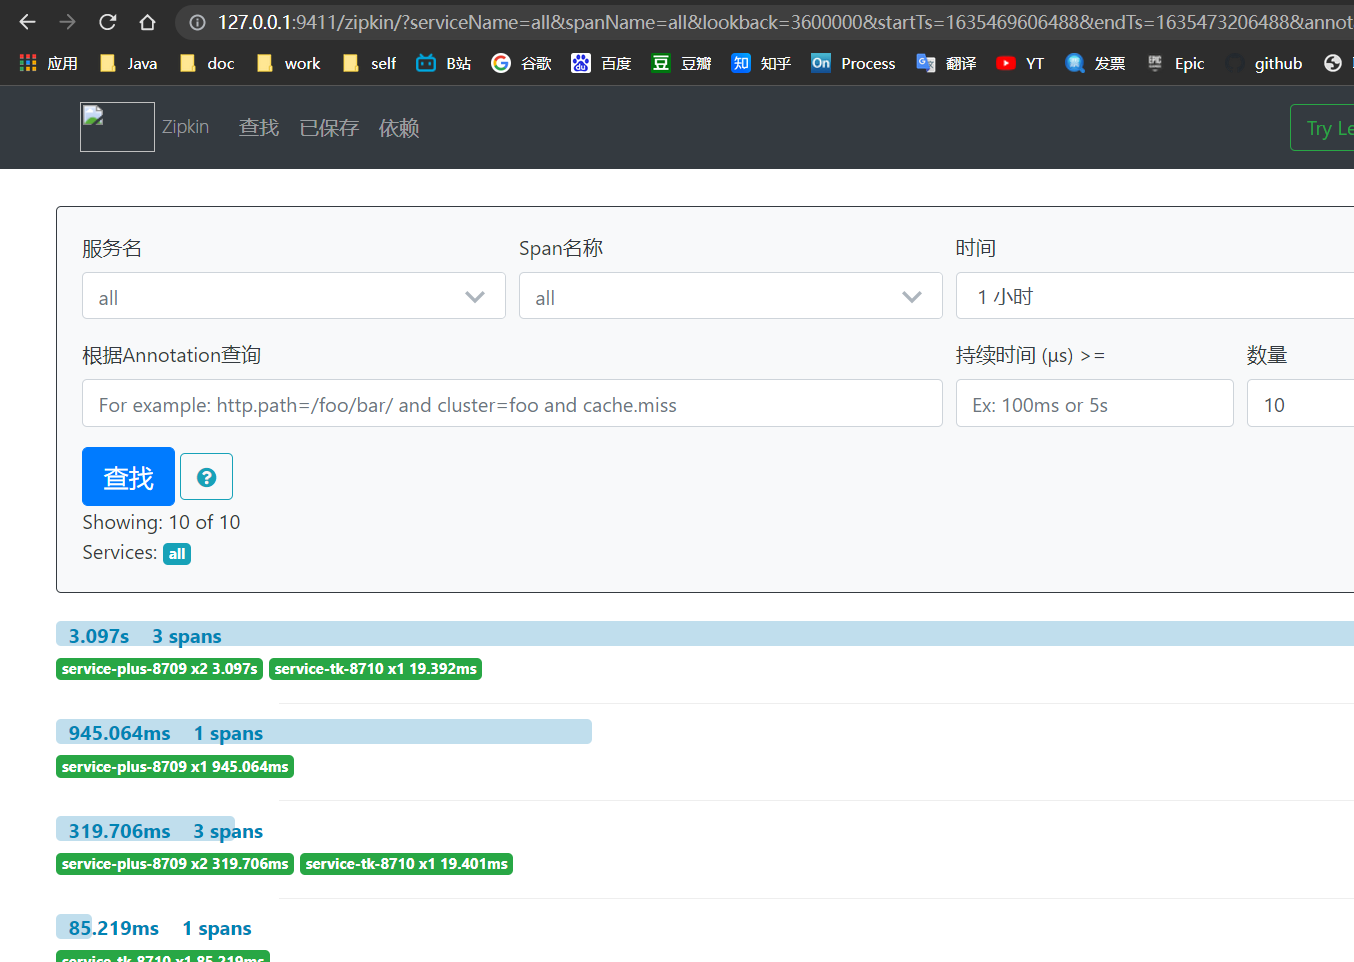 127.0.0.1:9411/zipkin/?serviceName=all&spanName=all&lookback=3600000&startTs=1635469606488&endTs=1635473206488&annot
应用 Java doc work self B站 谷歌 百度 豆瓣 知乎 Process 翻译 YT 发票 Epic github
Zipkin 查找 已保存 依赖 Try Le
服务名 Span名称 时间
all all 1 小时
根据Annotation查询 持续时间 (μs) >= 数量
For example: http.path=/foo/bar/ and cluster=foo and cache.miss Ex: 100ms or 5s 10
查找
Showing: 10 of 10
Services: all
3.097s 3 spans
service-plus-8709 x2 3.097s service-tk-8710 x1 19.392ms
945.064ms 1 spans
service-plus-8709 x1 945.064ms
319.706ms 3 spans
service-plus-8709 x2 319.706ms service-tk-8710 x1 19.401ms
85.219ms 1 spans
service-tk-8710 x1 85.219ms